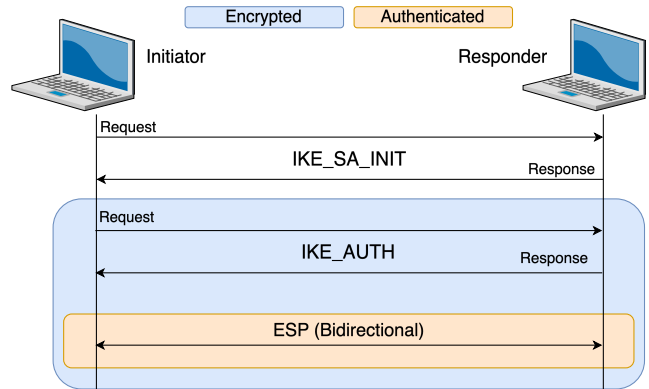 Encrypted
Authenticated
Initiator
Responder
Request
IKE_SA_INIT
Response
Request
IKE_AUTH
Response
ESP (Bidirectional)